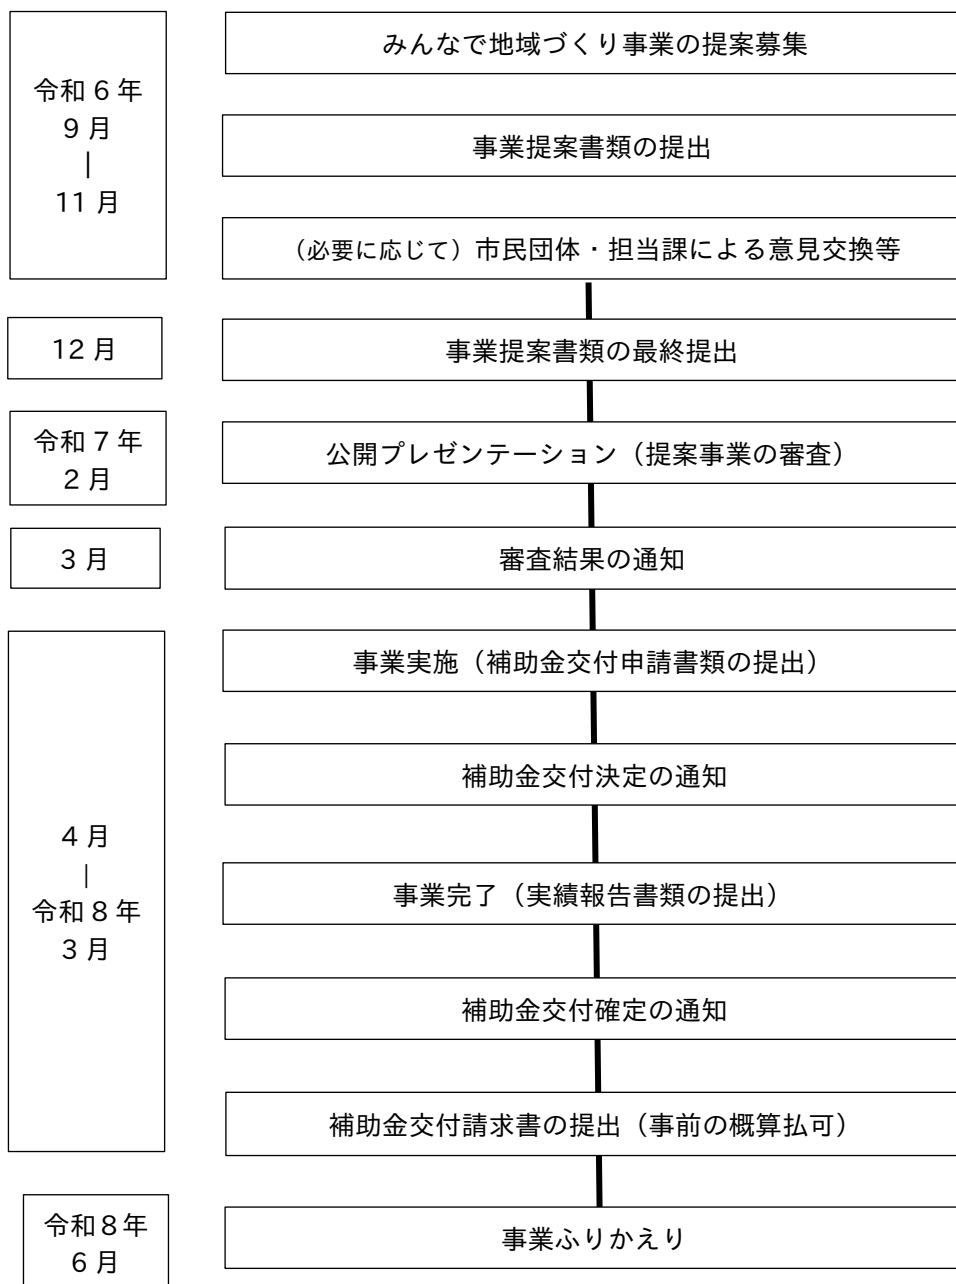 令和６年
９月
｜
11 月
みんなで地域づくり事業の提案募集
事業提案書類の提出
（必要に応じて）市民団体・担当課による意見交換等
12 月
事業提案書類の最終提出
令和７年
２月
公開プレゼンテーション（提案事業の審査）
３月
審査結果の通知
４月
｜
令和８年
３月
事業実施（補助金交付申請書類の提出）
補助金交付決定の通知
事業完了（実績報告書類の提出）
補助金交付確定の通知
補助金交付請求書の提出（事前の概算払可）
令和８年
６月
事業ふりかえり